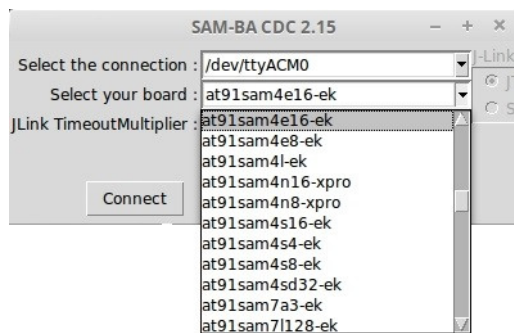 SAM-BA CDC 2.15
Select the connection : /dev/ttyACM0
J-Link
Select your board : at91sam4e16-ek
JLink TimeoutMultiplier :
at91sam4e16-ek
at91sam4e8-ek
at91sam4l-ek
at91sam4n16-xpro
at91sam4n8-xpro
at91sam4s16-ek
at91sam4s4-ek
at91sam4s8-ek
at91sam4sd32-ek
at91sam7a3-ek
at91sam7l128-ek
Connect